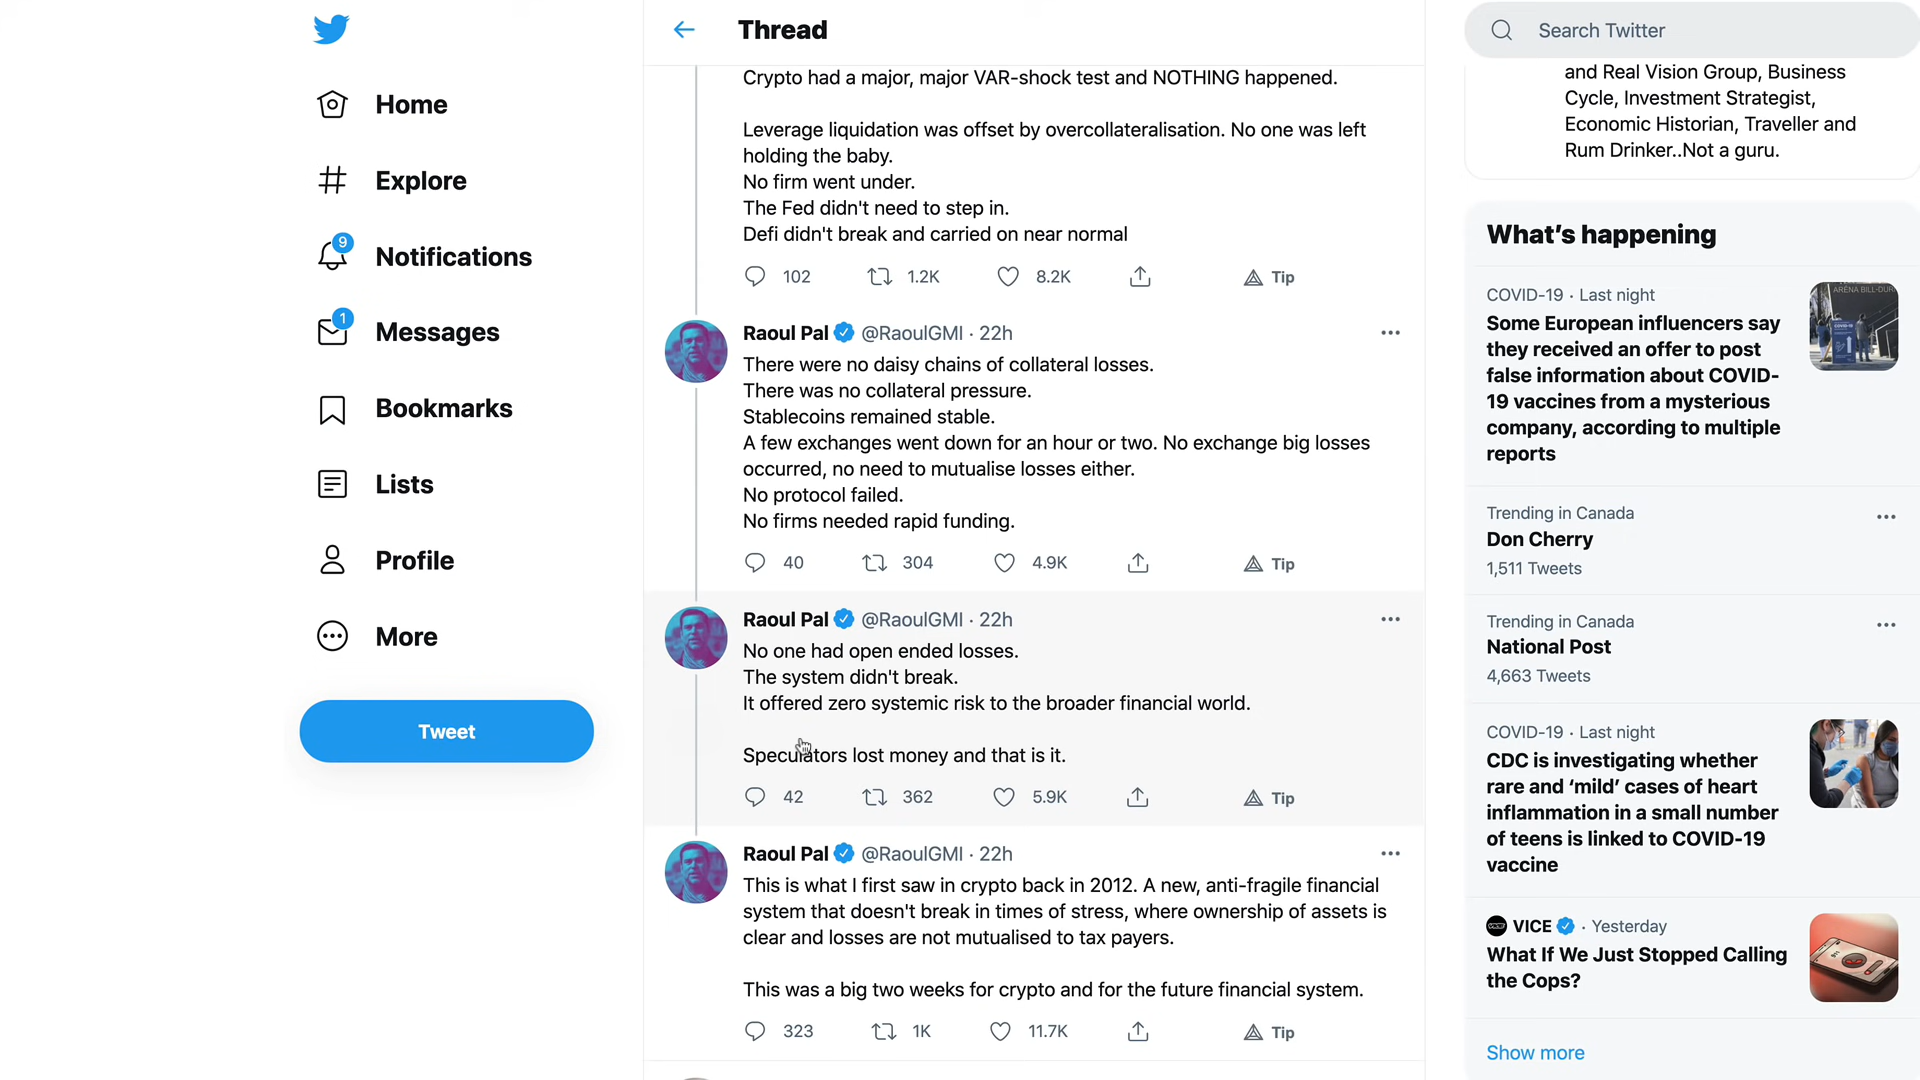 Home
Explore
9
Notifications
1
Messages
Bookmarks
Lists
Profile
More
Tweet
Thread
Crypto had a major, major VAR-shock test and NOTHING happened.
Leverage liquidation was offset by overcollateralisation. No one was left
holding the baby.
No firm went under.
The Fed didn't need to step in.
Defi didn't break and carried on near normal
102 1.2K 8.2K Tip
Raoul Pal @RaoulGMI · 22h
There were no daisy chains of collateral losses.
There was no collateral pressure.
Stablecoins remained stable.
A few exchanges went down for an hour or two. No exchange big losses
occurred, no need to mutualise losses either.
No protocol failed.
No firms needed rapid funding.
40 304 4.9K Tip
Raoul Pal @RaoulGMI · 22h
No one had open ended losses.
The system didn't break.
It offered zero systemic risk to the broader financial world.
Speculators lost money and that is it.
42 362 5.9K Tip
Raoul Pal @RaoulGMI · 22h
This is what I first saw in crypto back in 2012. A new, anti-fragile financial
system that doesn't break in times of stress, where ownership of assets is
clear and losses are not mutualised to tax payers.
This was a big two weeks for crypto and for the future financial system.
323 1K 11.7K Tip
Search Twitter
and Real Vision Group, Business
Cycle, Investment Strategist,
Economic Historian, Traveller and
Rum Drinker..Not a guru.
What's happening
COVID-19 · Last night
Some European influencers say
they received an offer to post
false information about COVID-
19 vaccines from a mysterious
company, according to multiple
reports
ARENA BILL-DUR
Trending in Canada
Don Cherry
1,511 Tweets
Trending in Canada
National Post
4,663 Tweets
COVID-19 · Last night
CDC is investigating whether
rare and ‘mild’ cases of heart
inflammation in a small number
of teens is linked to COVID-19
vaccine
VICE · Yesterday
What If We Just Stopped Calling
the Cops?
Show more